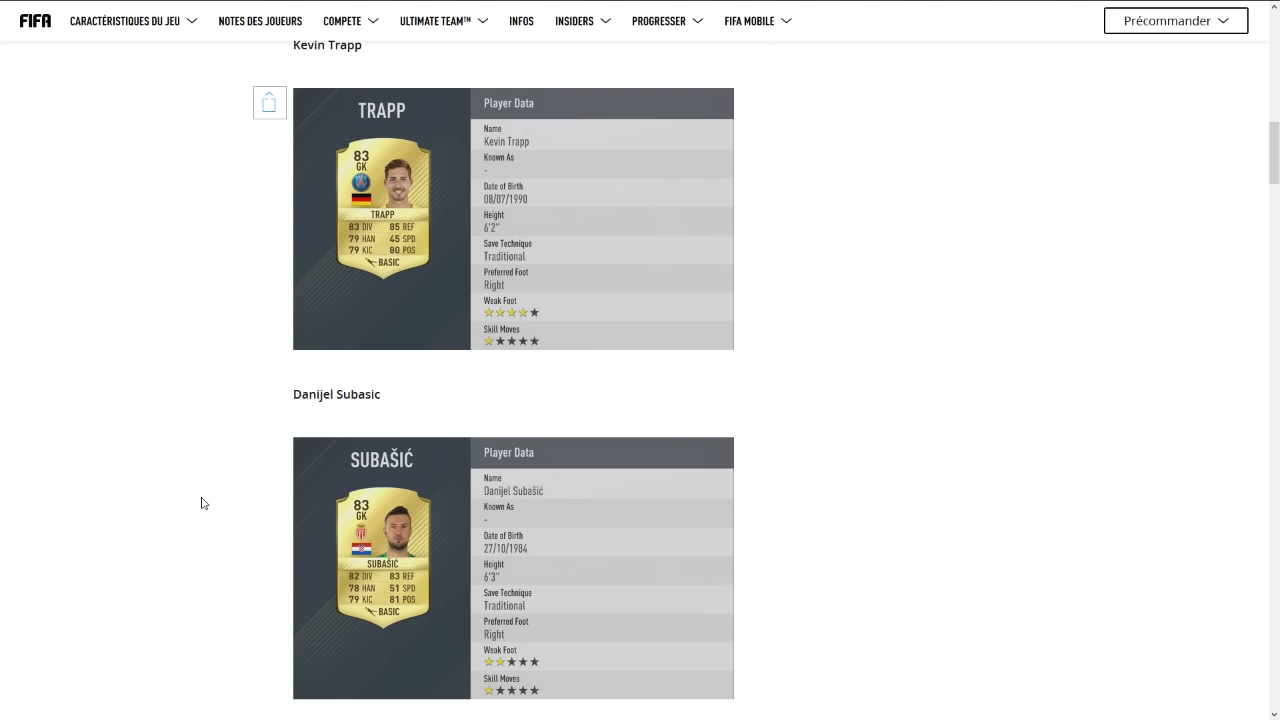 FIFA CARACTÉRISTIQUES DU JEU NOTES DES JOUEURS COMPETE ULTIMATE TEAM™ INFOS INSIDERS PROGRESSER FIFA MOBILE Précommander
Kevin Trapp
TRAPP
83
GK
TRAPP
83 DIV 85 REF
79 HAN 45 SPD
79 KIC 80 POS
BASIC
Player Data
Name
Kevin Trapp
Known As
-
Date of Birth
08/07/1990
Height
6'2"
Save Technique
Traditional
Preferred Foot
Right
Weak Foot
Skill Moves
Danijel Subasic
SUBAŠIĆ
83
GK
SUBAŠIĆ
82 DIV 83 REF
78 HAN 51 SPD
79 KIC 81 POS
BASIC
Player Data
Name
Danijel Subašić
Known As
-
Date of Birth
27/10/1984
Height
6'3"
Save Technique
Traditional
Preferred Foot
Right
Weak Foot
Skill Moves